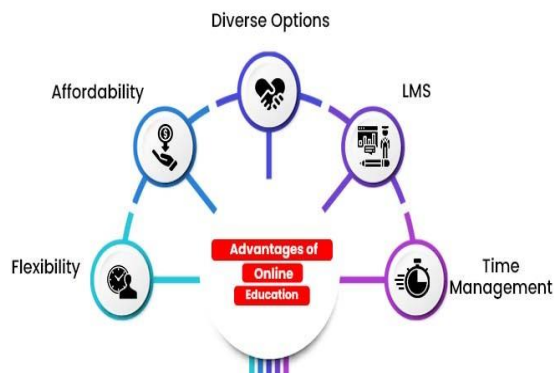 Diverse Options
Affordability
LMS
Flexibility
Advantages of
Online
Education
Time
Management